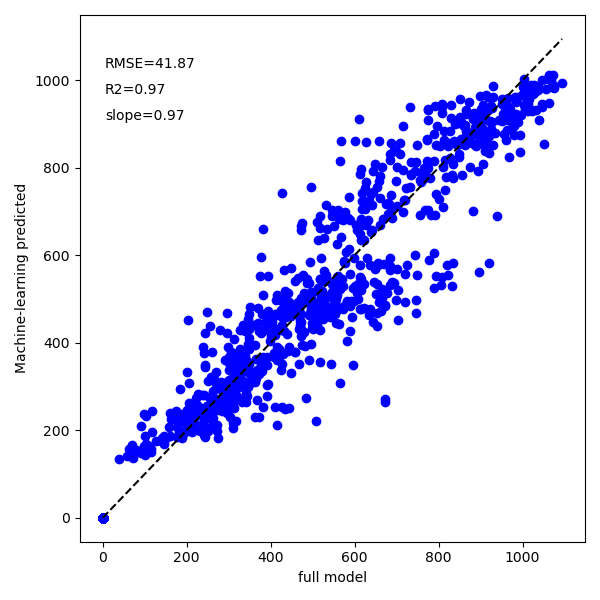 RMSE=41.87
R2=0.97
slope=0.97
Machine-learning predicted
1000
800
600
400
200
0
0 200 400 600 800 1000
full model